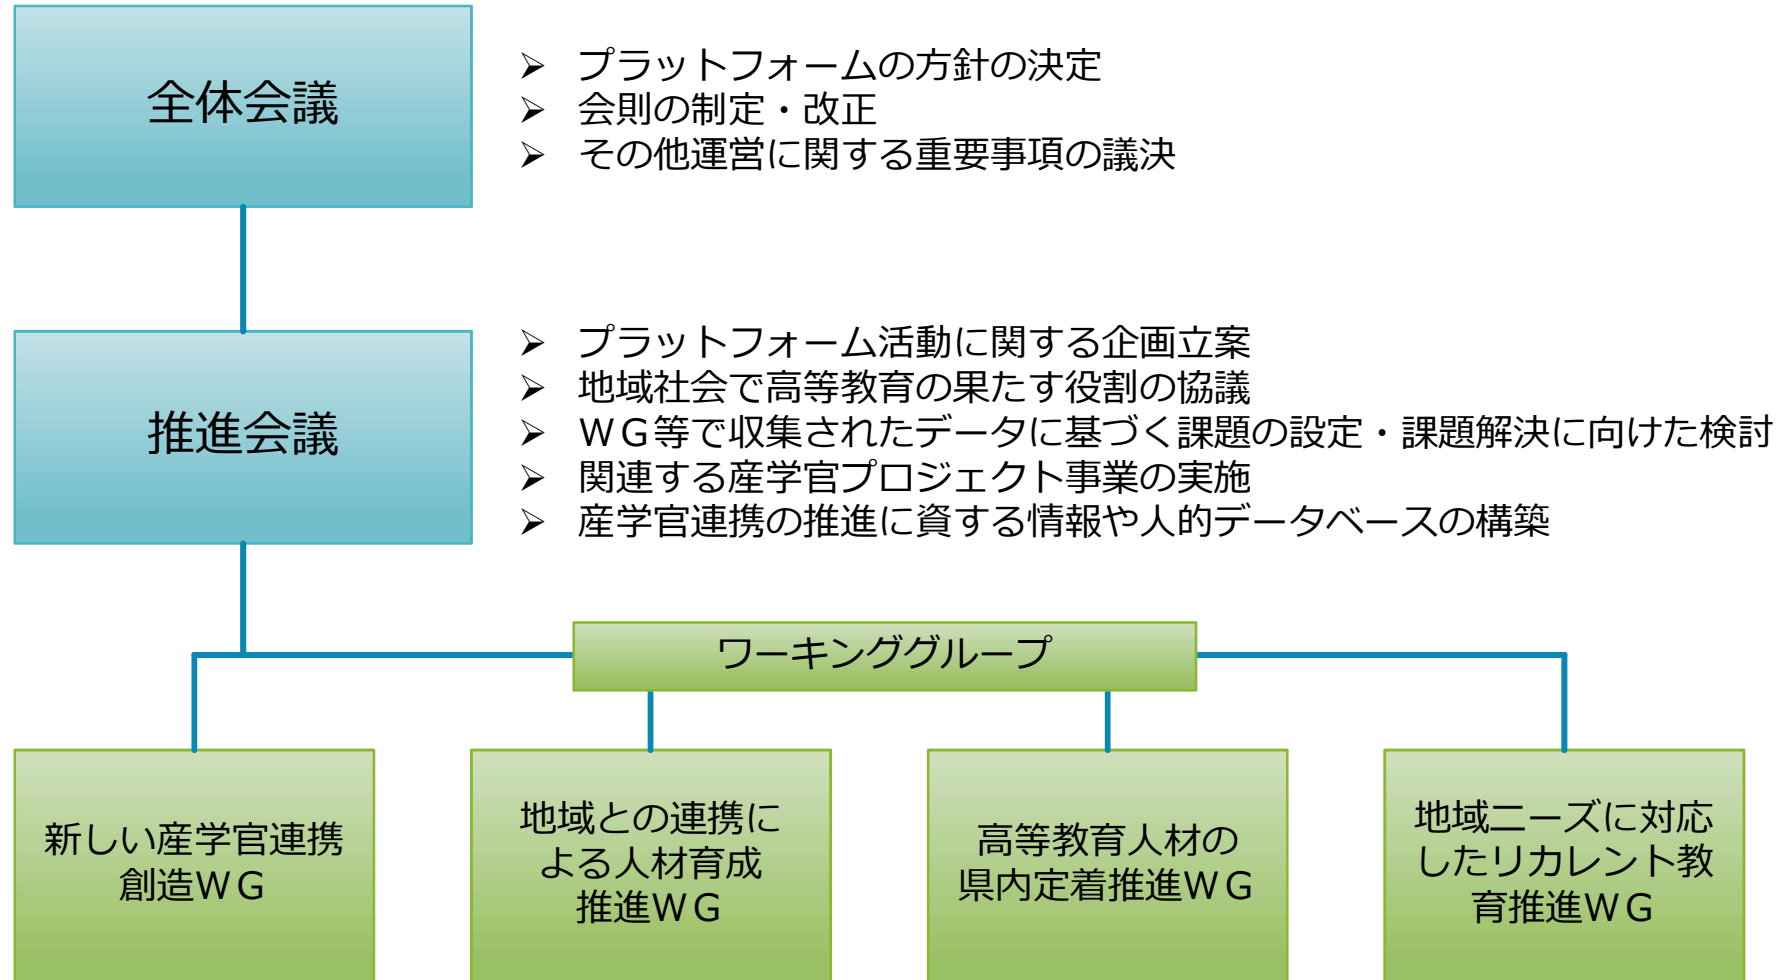 全体会議
➢ プラットフォームの方針の決定
➢ 会則の制定・改正
➢ その他運営に関する重要事項の議決
推進会議
➢ プラットフォーム活動に関する企画立案
➢ 地域社会で高等教育の果たす役割の協議
➢ ＷＧ等で収集されたデータに基づく課題の設定・課題解決に向けた検討
➢ 関連する産学官プロジェクト事業の実施
➢ 産学官連携の推進に資する情報や人的データベースの構築
ワーキンググループ
新しい産学官連携
創造ＷＧ
地域との連携に
よる人材育成
推進ＷＧ
高等教育人材の
県内定着推進ＷＧ
地域ニーズに対応
したリカレント教
育推進ＷＧ